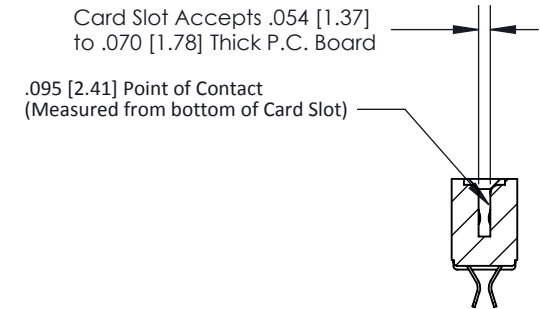 Card Slot Accepts .054 [1.37]
to .070 [1.78] Thick P.C. Board
.095 [2.41] Point of Contact
(Measured from bottom of Card Slot)